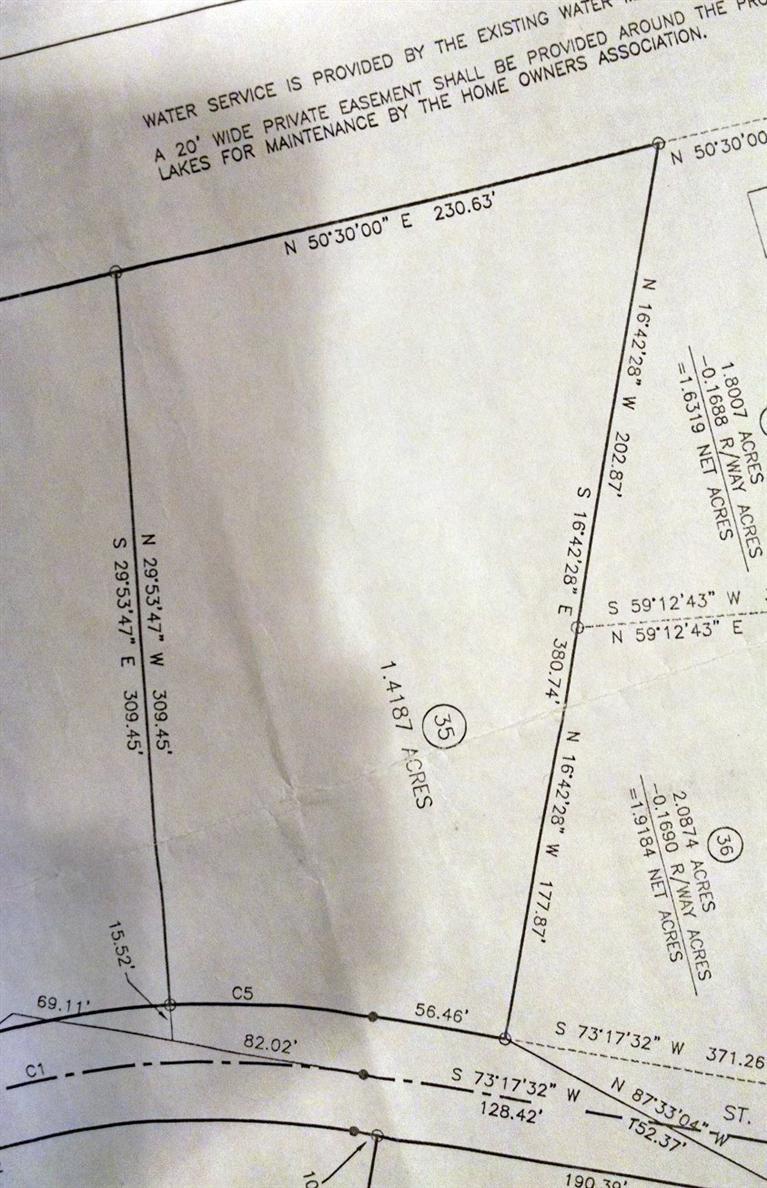 WATER SERVICE IS PROVIDED BY THE EXISTING WATER
A 20' WIDE PRIVATE EASEMENT SHALL BE PROVIDED AROUND THE
LAKES FOR MAINTENANCE BY THE HOME OWNERS ASSOCIATION.
N 50°30'00
N 50°30'00" E 230.63'
N 16°42'28" W 202.87'
1.8007 ACRES
-0.1688 R/WAY ACRES
=1.6319 NET ACRES
S 16°42'28" E 380.74'
N 29°53'47" W 309.45'
S 29°53'47" E 309.45'
S 59°12'43" W
N 59°12'43" E
35
1.4187 ACRES
N 16°42'28" W 177.87'
36
2.0874 ACRES
-0.1690 R/WAY ACRES
=1.9184 NET ACRES
15.52'
69.11'
C5
56.46'
82.02'
S 73°17'32" W 371.26
C1
S 73°17'32" W
128.42'
N 87°33'04" W
152.37'
ST.
10
190.39'